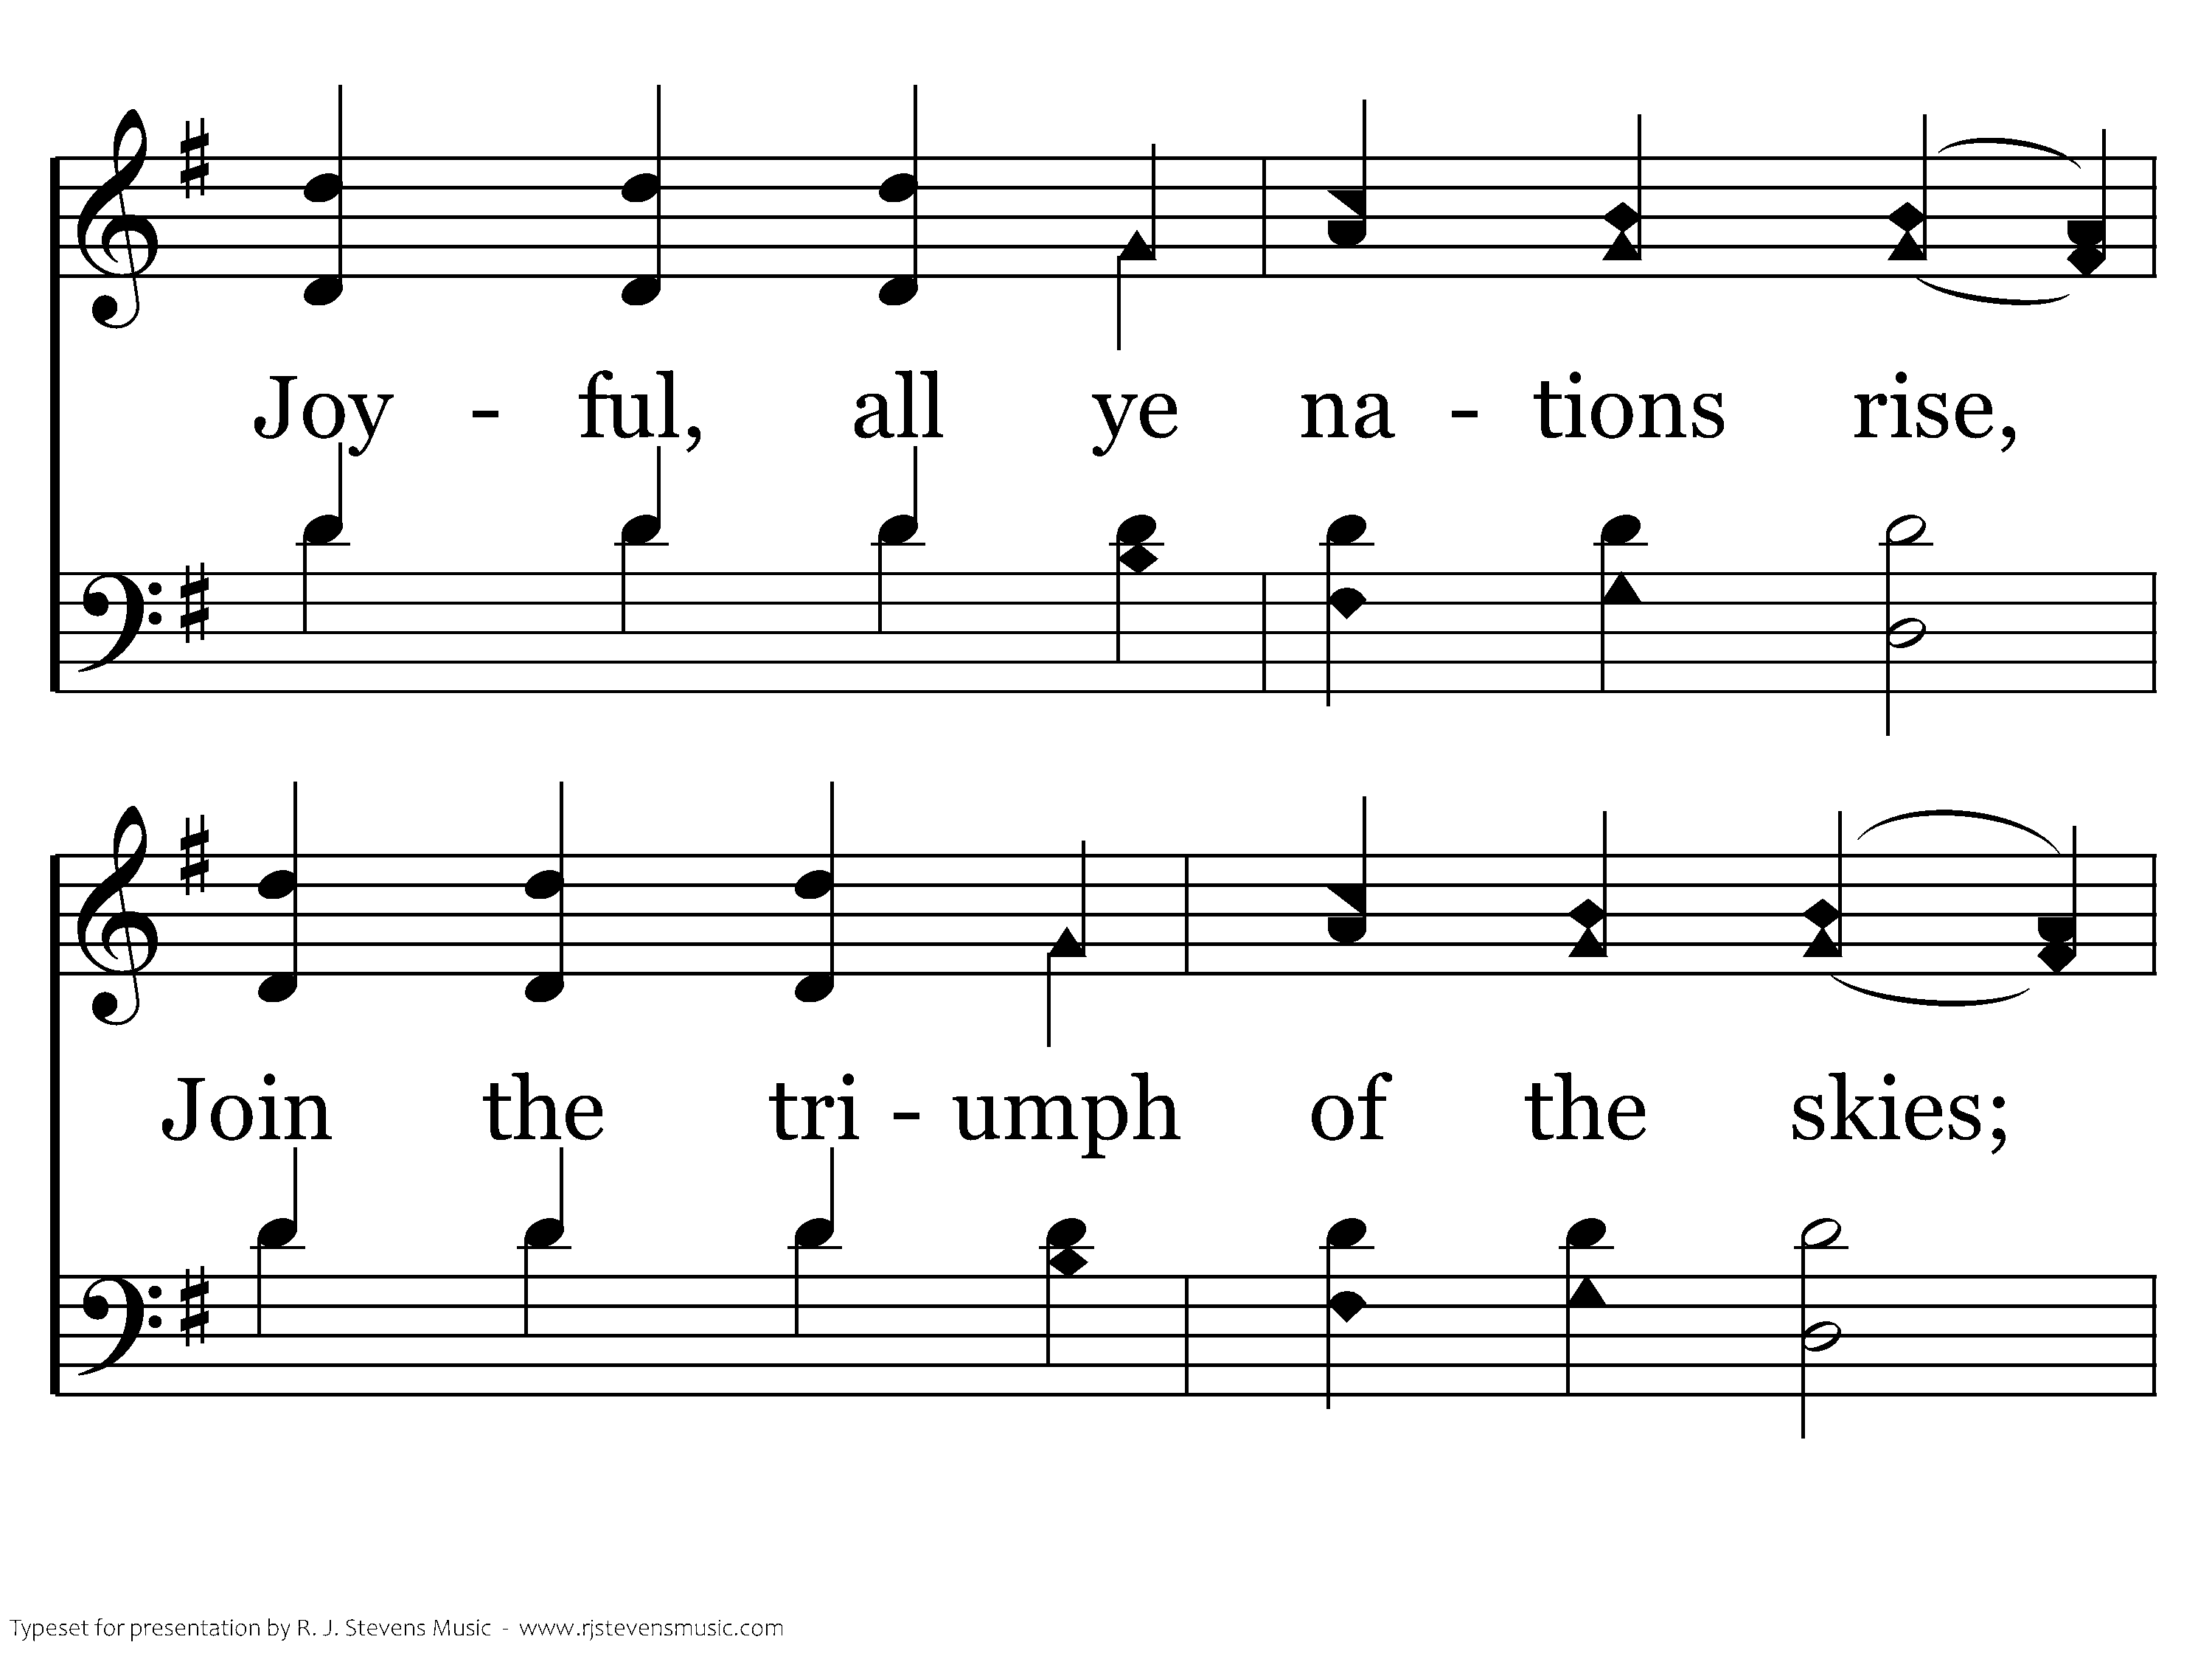 Joy - ful, all ye na - tions rise,
Join the tri - umph of the skies;
Typeset for presentation by R. J. Stevens Music - www.rjstevensmusic.com